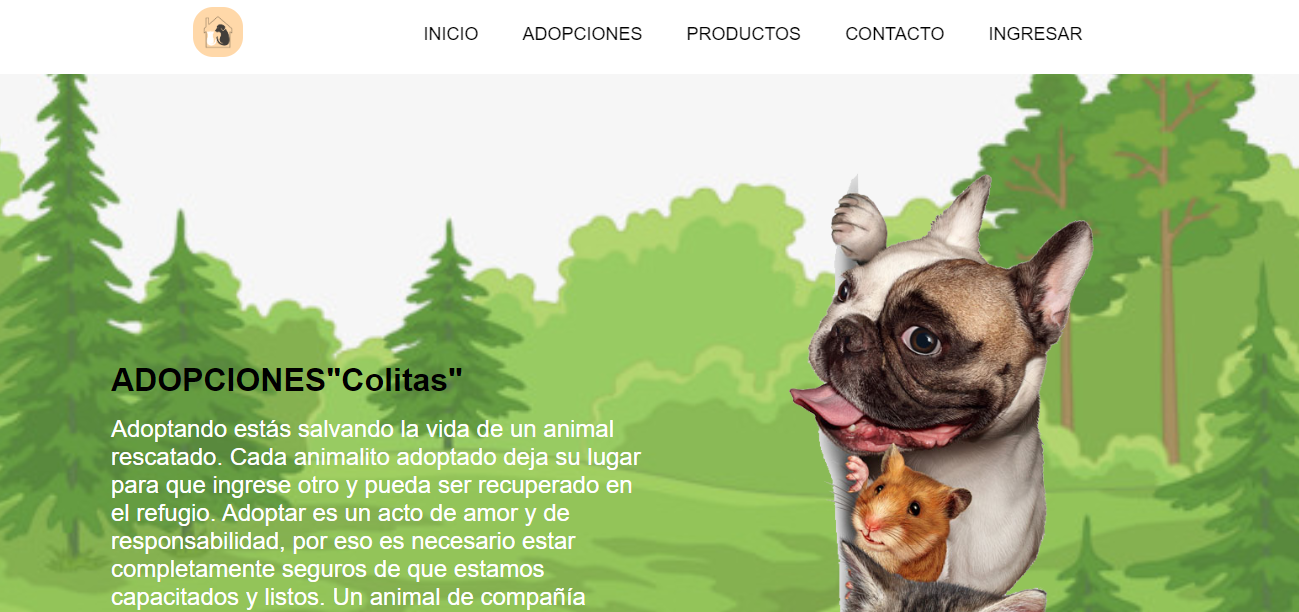 INICIO ADOPCIONES PRODUCTOS CONTACTO INGRESAR
ADOPCIONES"Colitas"
Adoptando estás salvando la vida de un animal
rescatado. Cada animalito adoptado deja su lugar
para que ingrese otro y pueda ser recuperado en
el refugio. Adoptar es un acto de amor y de
responsabilidad, por eso es necesario estar
completamente seguros de que estamos
capacitados y listos. Un animal de compañía